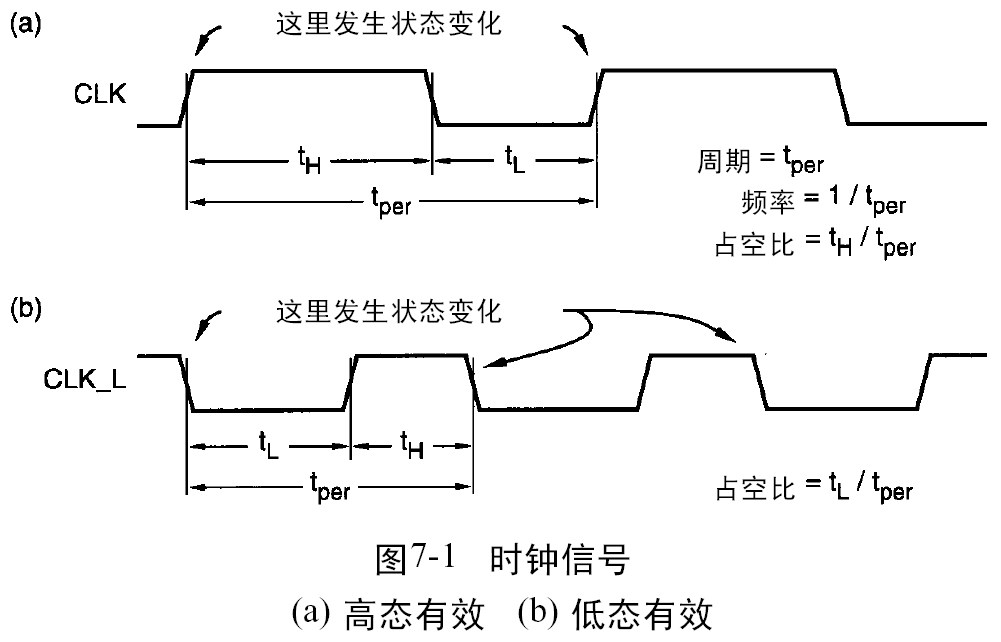 (a) 这里发生状态变化
CLK
tH tL
tper
周期 = tper
频率 = 1 / tper
占空比 = tH / tper
(b) 这里发生状态变化
CLK_L
tL tH
tper
占空比 = tL / tper
图7-1 时钟信号
(a) 高态有效 (b) 低态有效